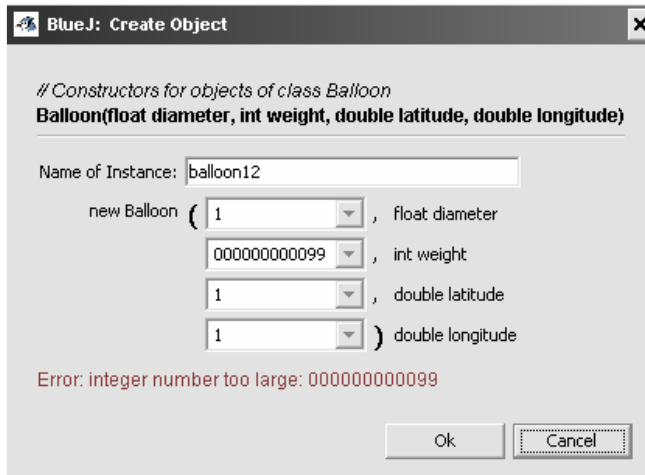 BlueJ: Create Object
// Constructors for objects of class Balloon
Balloon(float diameter, int weight, double latitude, double longitude)
Name of Instance: balloon12
new Balloon ( 1 , float diameter
000000000099 , int weight
1 , double latitude
1 ) double longitude
Error: integer number too large: 000000000099
Ok Cancel